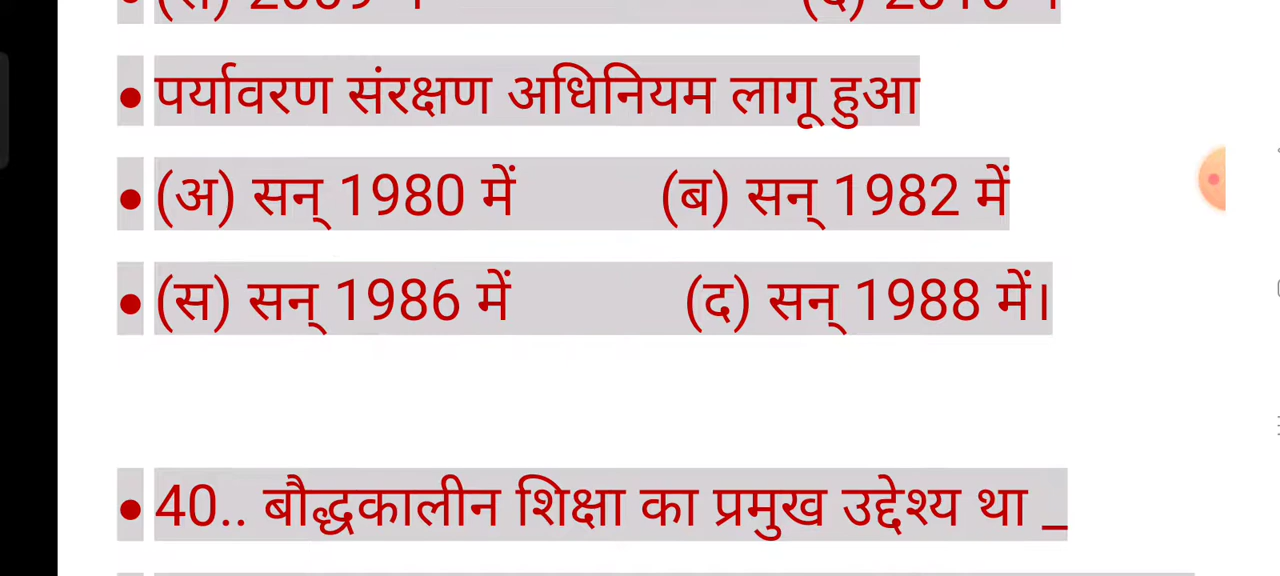 • पर्यावरण संरक्षण अधिनियम लागू हुआ
• (अ) सन् 1980 में (ब) सन् 1982 में
• (स) सन् 1986 में (द) सन् 1988 में।
• 40.. बौद्धकालीन शिक्षा का प्रमुख उद्देश्य था _